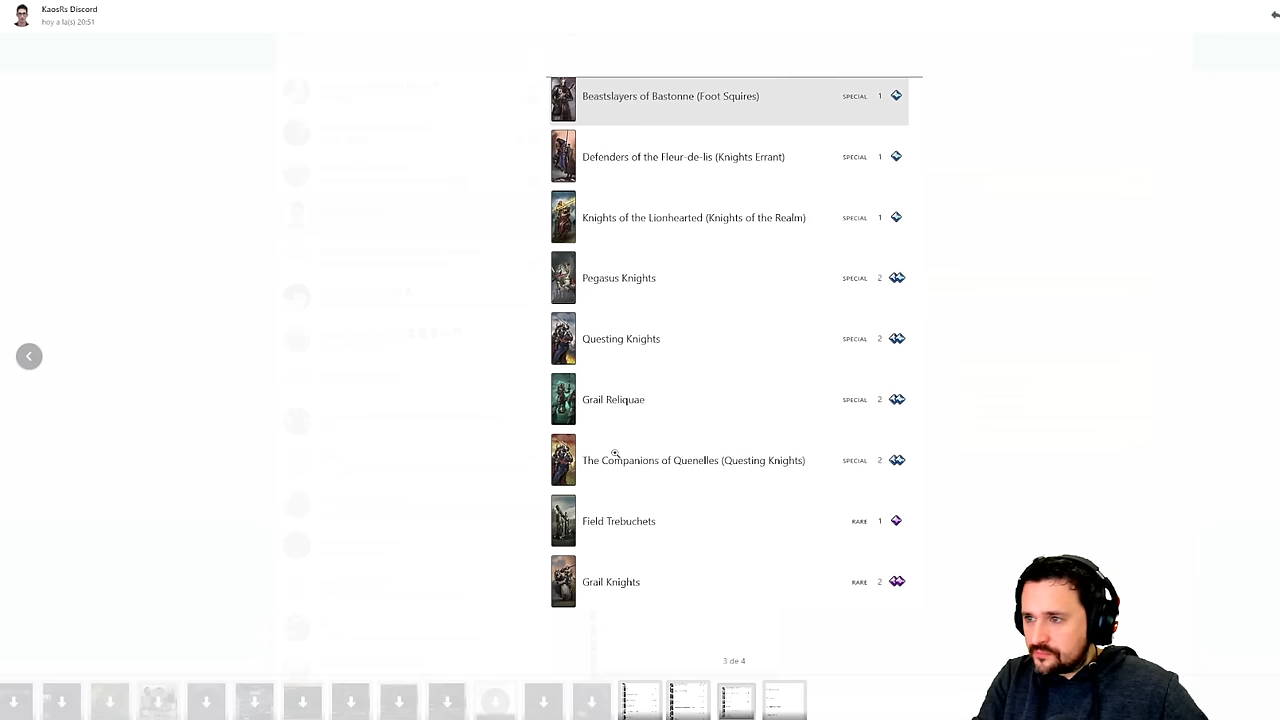 KaosRs Discord
hoy a la(s) 20:51
Beastslayers of Bastonne (Foot Squires) SPECIAL 1
Defenders of the Fleur-de-lis (Knights Errant) SPECIAL 1
Knights of the Lionhearted (Knights of the Realm) SPECIAL 1
Pegasus Knights SPECIAL 2
Questing Knights SPECIAL 2
Grail Reliquae SPECIAL 2
The Companions of Quenelles (Questing Knights) SPECIAL 2
Field Trebuchets RARE 1
Grail Knights RARE 2
3 de 4